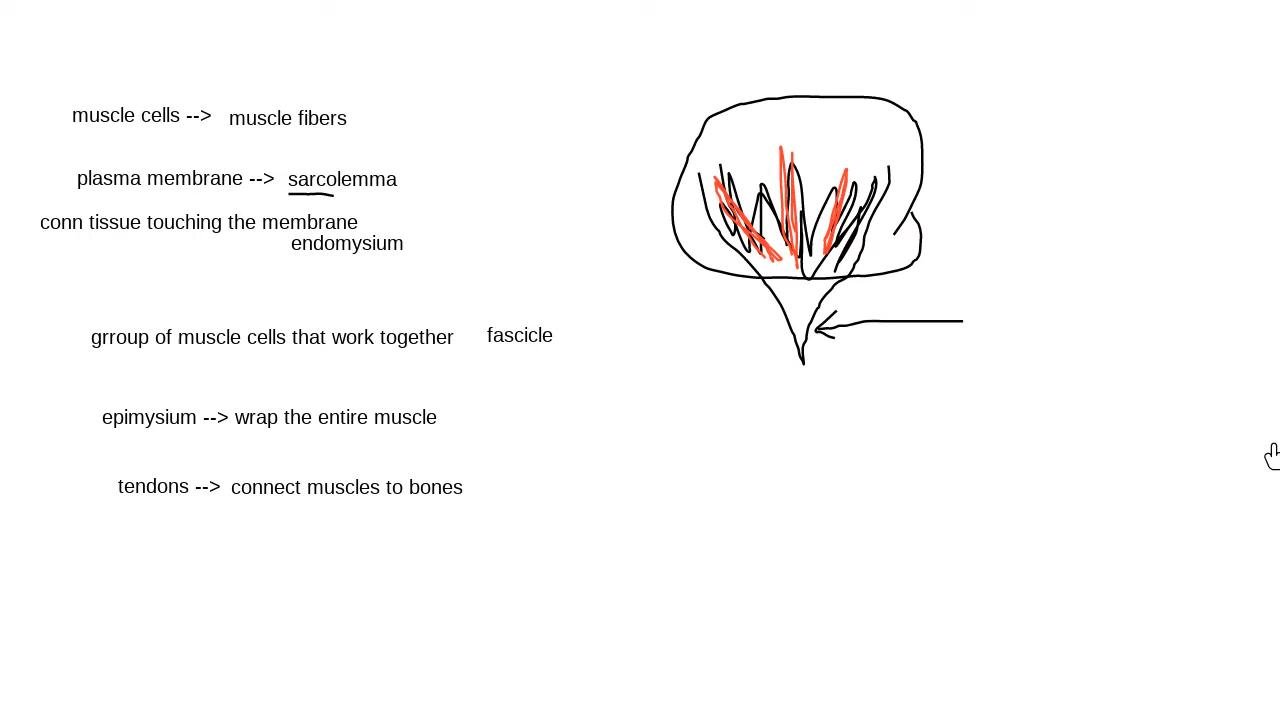 muscle cells --> muscle fibers
plasma membrane --> sarcolemma
conn tissue touching the membrane
endomysium
grroup of muscle cells that work together fascicle
epimysium --> wrap the entire muscle
tendons --> connect muscles to bones